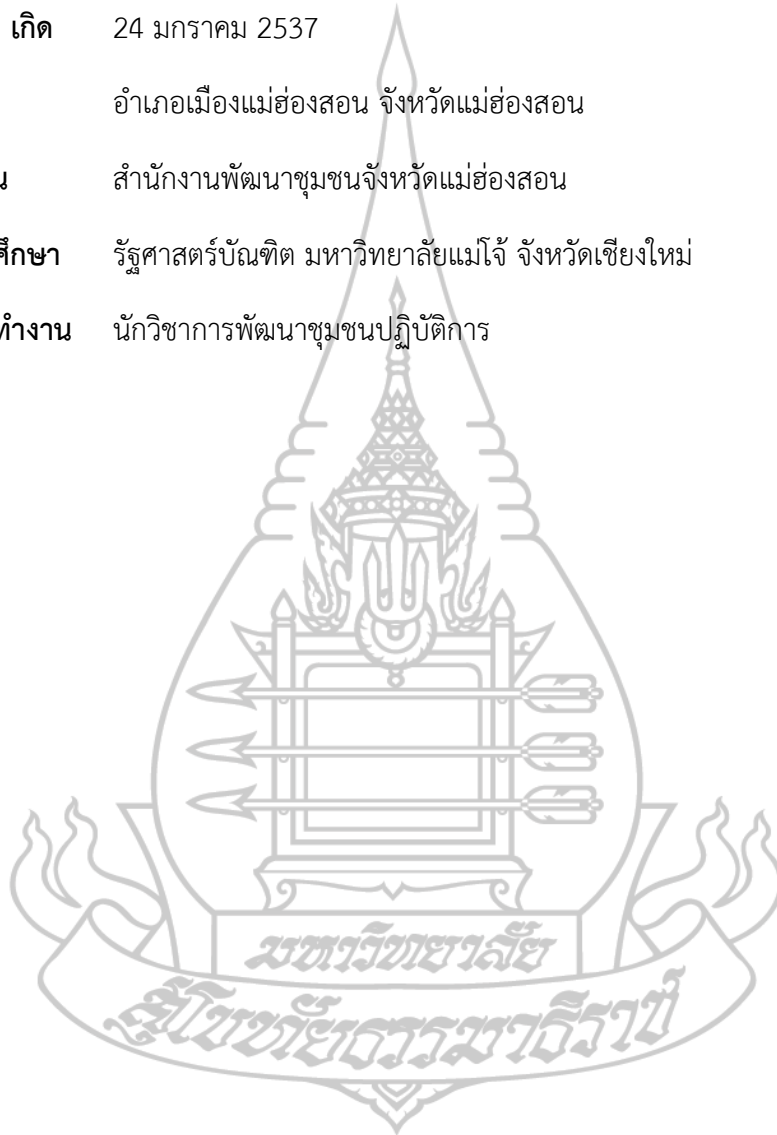 เกิด 24 มกราคม 2537
อำเภอเมืองแม่ฮ่องสอน จังหวัดแม่ฮ่องสอน
น สำนักงานพัฒนาชุมชนจังหวัดแม่ฮ่องสอน
ศึกษา รัฐศาสตร์บัณฑิต มหาวิทยาลัยแม่โจ้ จังหวัดเชียงใหม่
ทำงาน นักวิชาการพัฒนาชุมชนปฏิบัติการ
มหาวิทยาลัย
สุโขทัยธรรมาธิราช